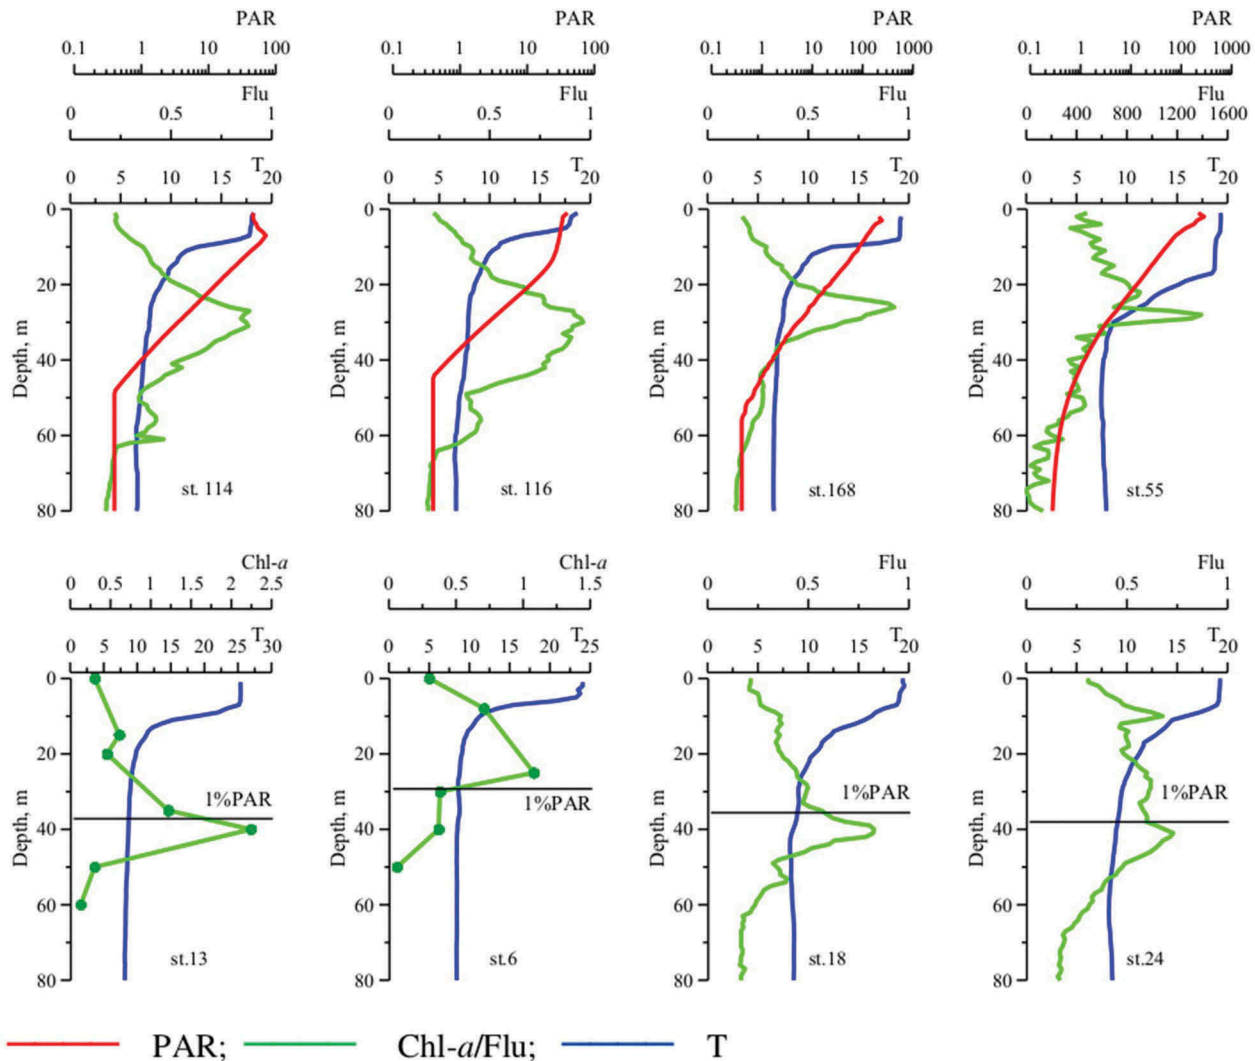 PAR PAR PAR PAR
0.1 1 10 100 0.1 1 10 100 0.1 1 10 100 1000 0.1 1 10 100 1000
Flu Flu Flu Flu
0 0.5 1 0 0.5 1 0 0.5 1 0 400 800 1200 1600
T T T T
0 5 10 15 20 0 5 10 15 20 0 5 10 15 20 0 5 10 15 20
0 0 0 0
20 20 20 20
Depth, m Depth, m Depth, m Depth, m
40 40 40 40
60 60 60 60
st. 114 st. 116 st.168 st.55
80 80 80 80
Chl-a Chl-a Flu Flu
0 0.5 1 1.5 2 2.5 0 0.5 1 1.5 0 0.5 1 0 0.5 1
T T T T
0 5 10 15 20 25 30 0 5 10 15 20 25 0 5 10 15 20 0 5 10 15 20
0 0 0 0
20 20 20 20
1%PAR 1%PAR 1%PAR 1%PAR
Depth, m Depth, m Depth, m Depth, m
40 40 40 40
60 60 60 60
st.13 st.6 st.18 st.24
80 80 80 80
PAR; Chl-a/Flu; T